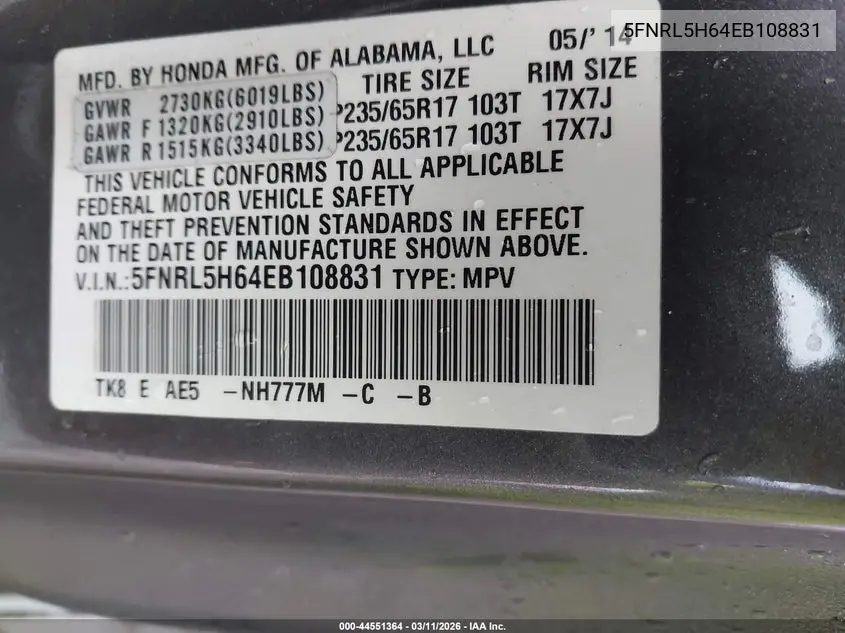 5FNRL5H64EB108831
MFD. BY HONDA MFG. OF ALABAMA, LLC 05/' 14
TIRE SIZE RIM SIZE
GVWR 2730KG(6019LBS)
GAWR F 1320KG(2910LBS) P235/65R17 103T 17X7J
GAWR R 1515KG(3340LBS) P235/65R17 103T 17X7J
THIS VEHICLE CONFORMS TO ALL APPLICABLE
FEDERAL MOTOR VEHICLE SAFETY
AND THEFT PREVENTION STANDARDS IN EFFECT
ON THE DATE OF MANUFACTURE SHOWN ABOVE.
V.I.N.:5FNRL5H64EB108831 TYPE: MPV
TK8 E AE5 -NH777M -C -B
000-44551364 - 03/11/2026 - IAA Inc.